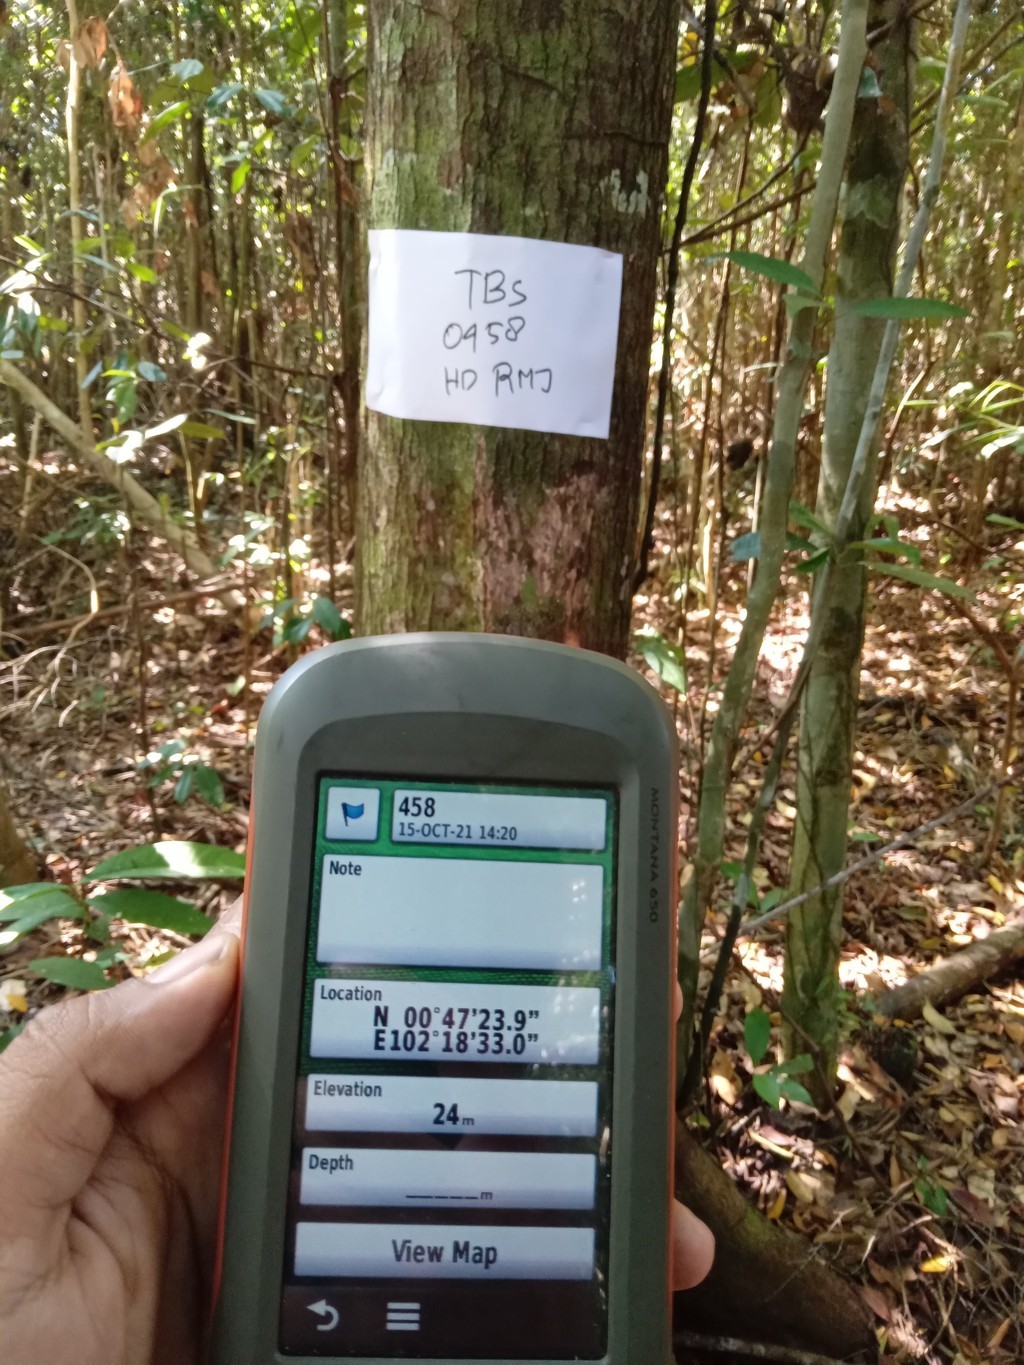 TBs
0458
HD RMJ
MONTANA 650
458
15-OCT-21 14:20
Note
Location
N 00°47'23.9"
E102°18'33.0"
Elevation
24 m
Depth
_____m
View Map